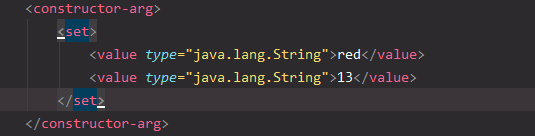 <constructor-arg>
<set>
<value type="java.lang.String">red</value>
<value type="java.lang.String">13</value>
</set>
</constructor-arg>